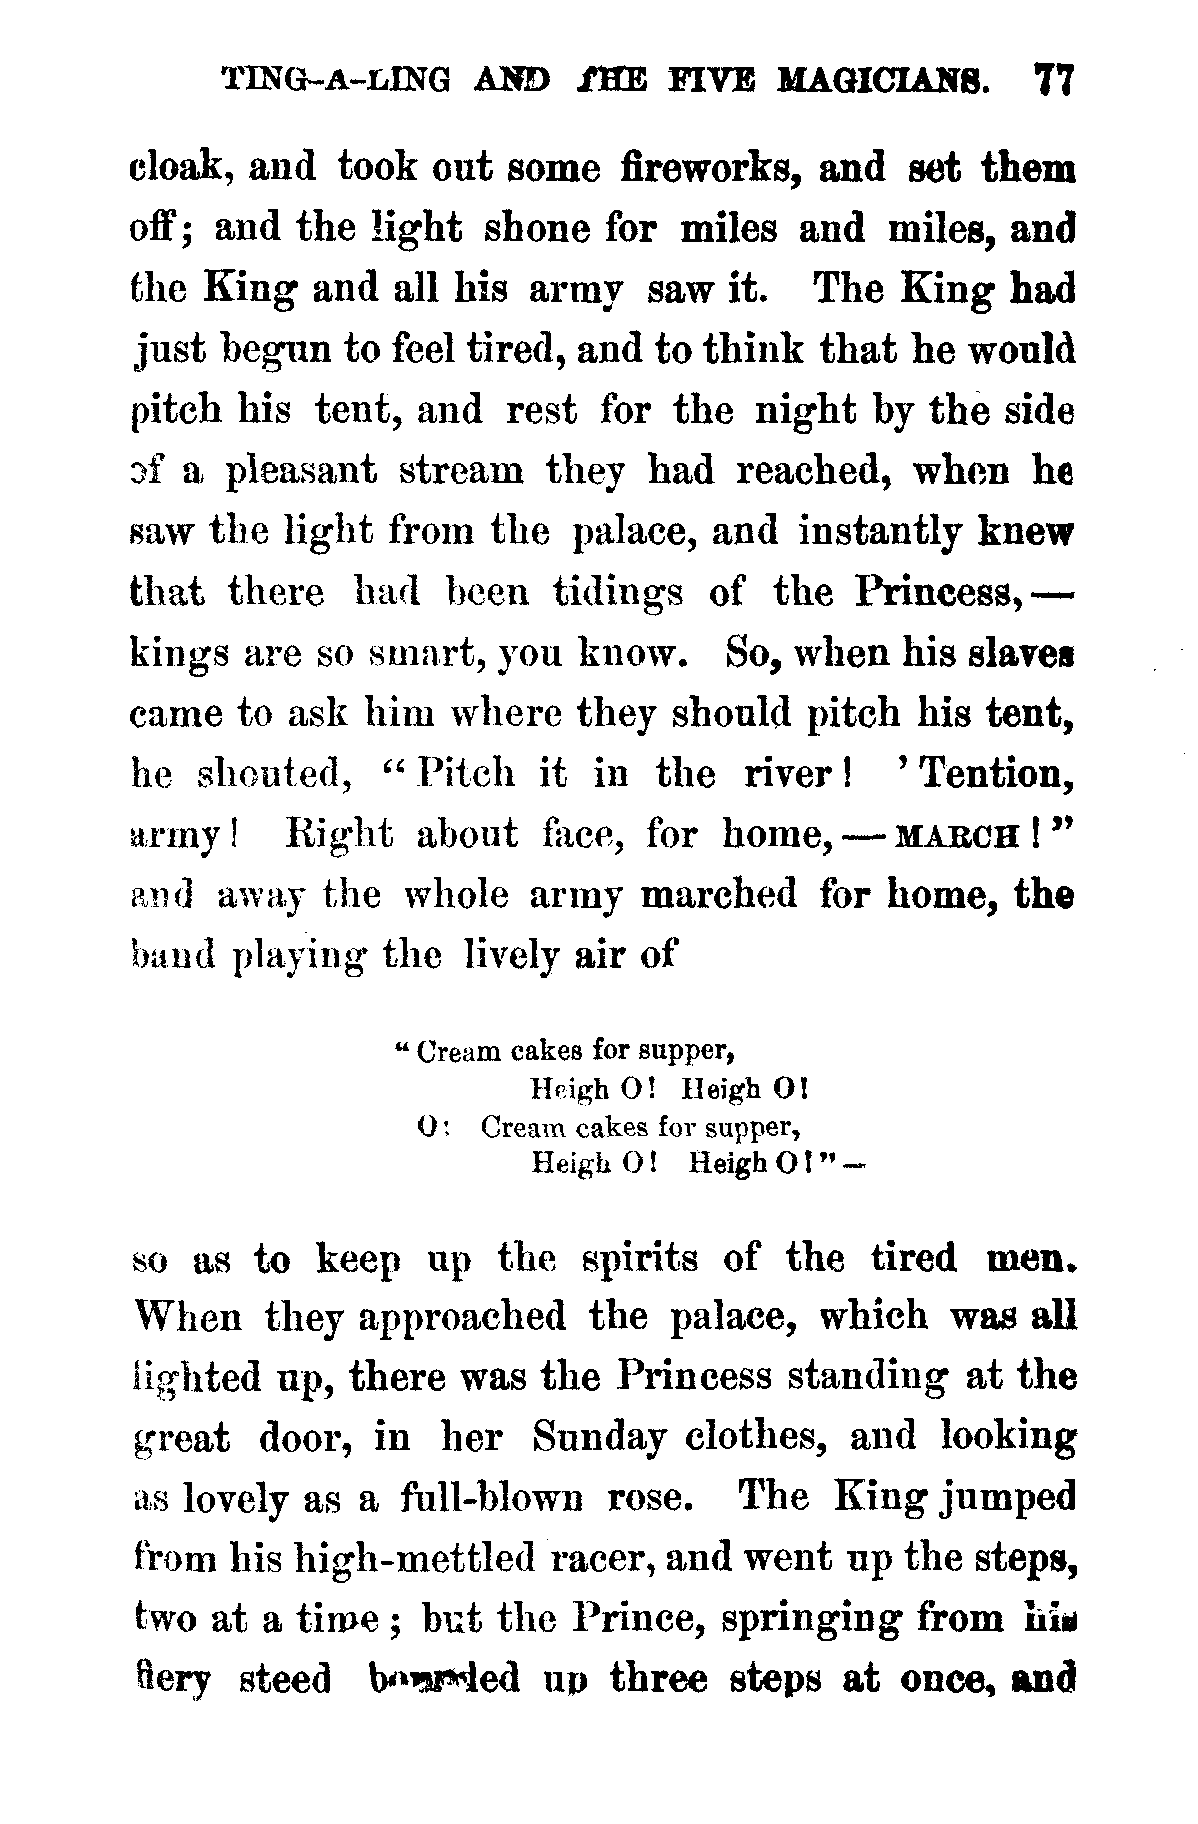 TING-A-LING AND THE FIVE MAGICIANS. 77
cloak, and took out some fireworks, and set them
off; and the light shone for miles and miles, and
the King and all his army saw it. The King had
just begun to feel tired, and to think that he would
pitch his tent, and rest for the night by the side
of a pleasant stream they had reached, when he
saw the light from the palace, and instantly knew
that there had been tidings of the Princess,—
kings are so smart, you know. So, when his slaves
came to ask him where they should pitch his tent,
he shouted, “Pitch it in the river! ’Tention,
army! Right about face, for home,—MARCH!”
and away the whole army marched for home, the
band playing the lively air of
“Cream cakes for supper,
Heigh O! Heigh O!
O! Cream cakes for supper,
Heigh O! Heigh O!”—
so as to keep up the spirits of the tired men.
When they approached the palace, which was all
lighted up, there was the Princess standing at the
great door, in her Sunday clothes, and looking
as lovely as a full-blown rose. The King jumped
from his high-mettled racer, and went up the steps,
two at a time; but the Prince, springing from his
fiery steed bounded up three steps at once, and